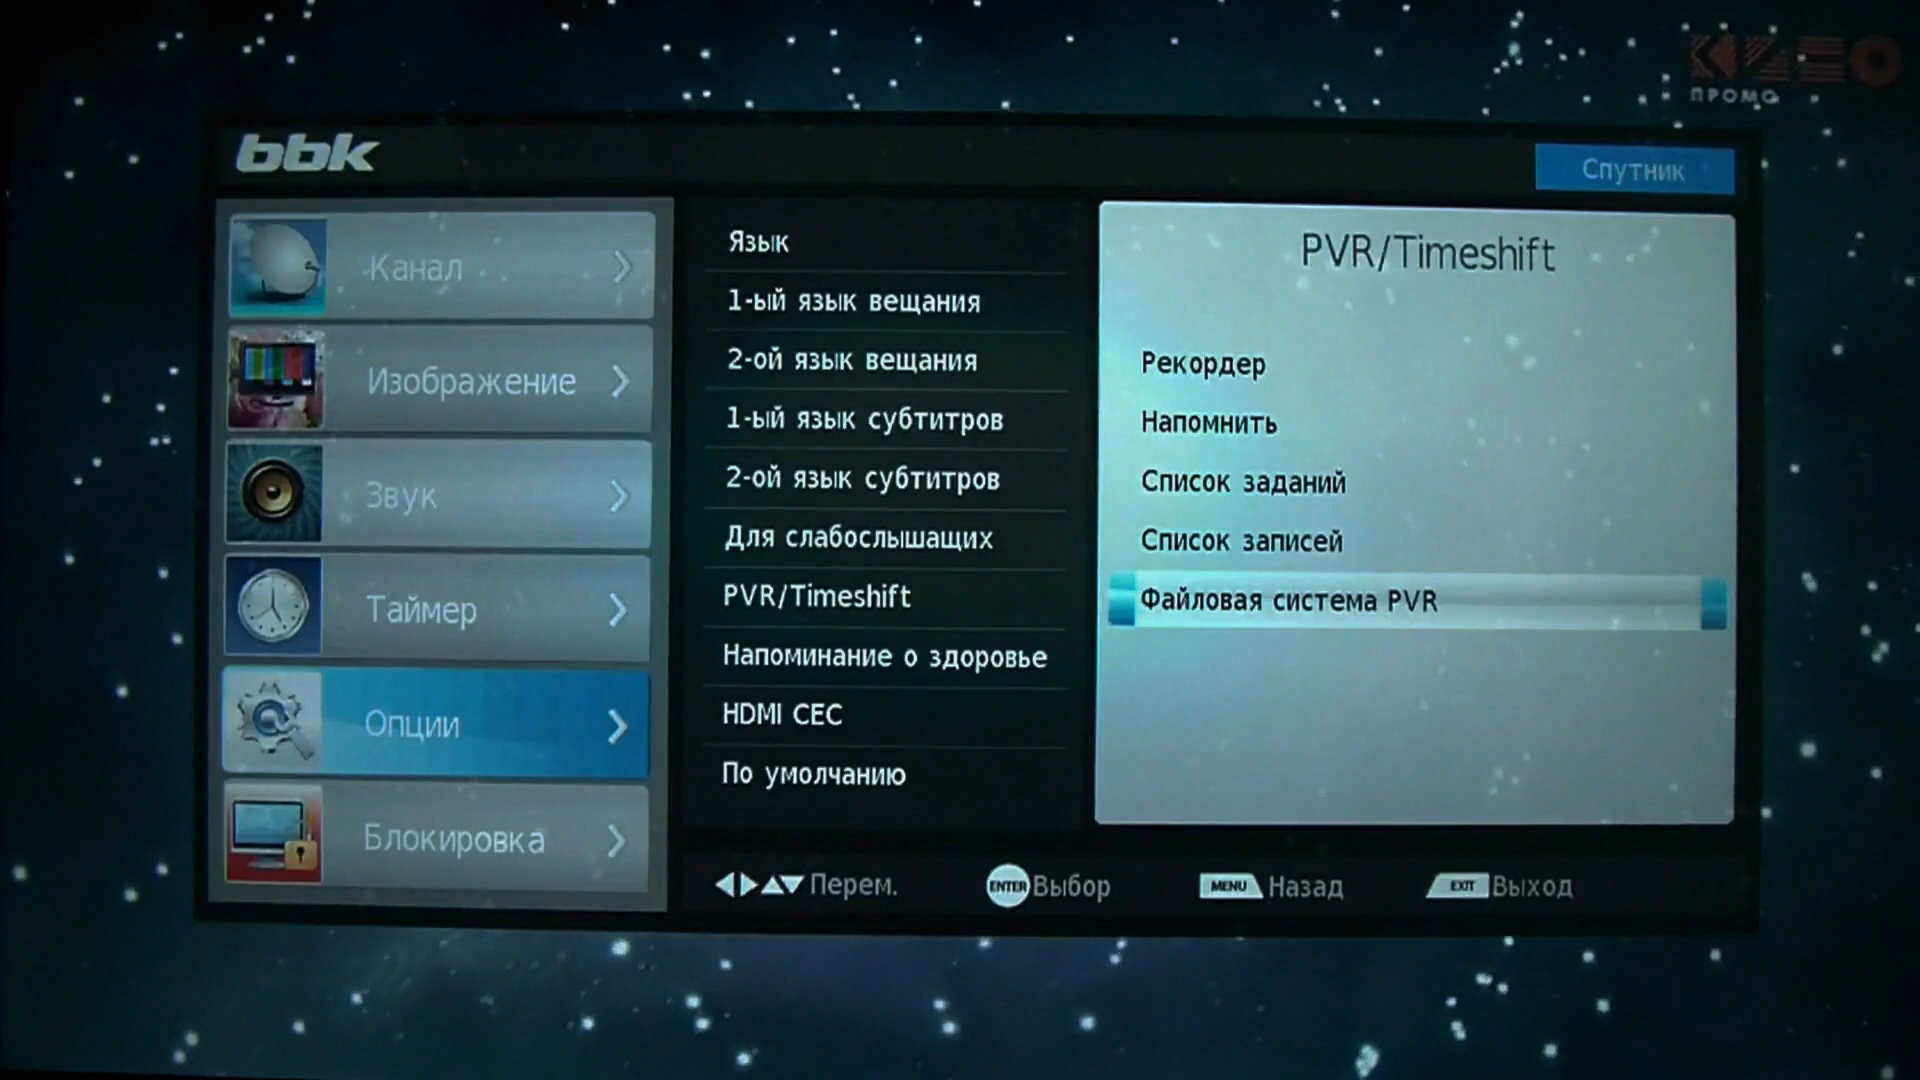 КИНО
ПРОМО
bbk
Спутник
Канал
Изображение
Звук
Таймер
Опции
Блокировка
Язык
1-ый язык вещания
2-ой язык вещания
1-ый язык субтитров
2-ой язык субтитров
Для слабослышащих
PVR/Timeshift
Напоминание о здоровье
HDMI CEC
По умолчанию
PVR/Timeshift
Рекордер
Напомнить
Список заданий
Список записей
Файловая система PVR
Перем.
ENTER Выбор
MENU Назад
EXIT Выход